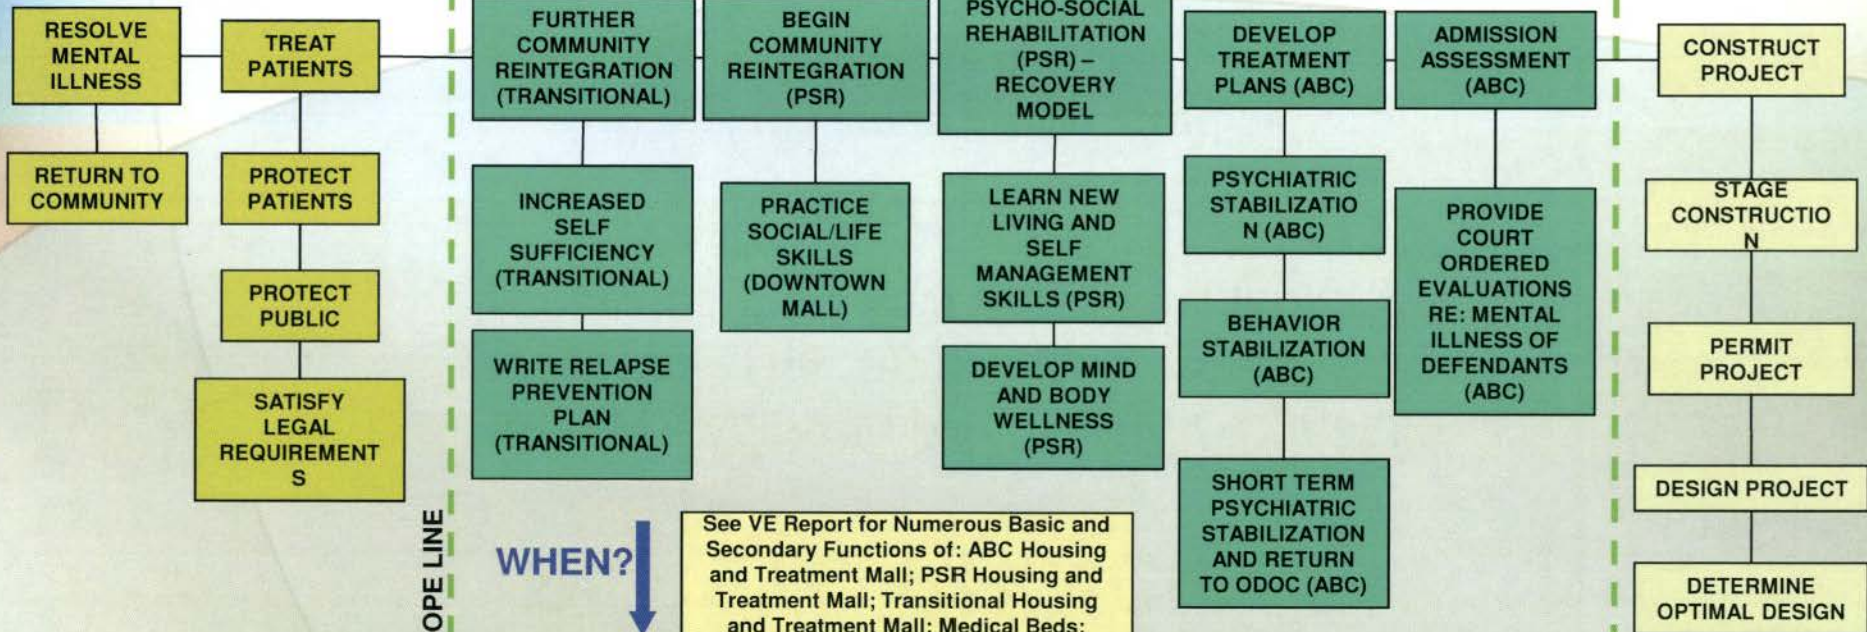 RESOLVE
MENTAL
ILLNESS
RETURN TO
COMMUNITY
TREAT
PATIENTS
PROTECT
PATIENTS
PROTECT
PUBLIC
SATISFY
LEGAL
REQUIREMENT
S
OPE LINE
FURTHER
COMMUNITY
REINTEGRATION
(TRANSITIONAL)
INCREASED
SELF
SUFFICIENCY
(TRANSITIONAL)
WRITE RELAPSE
PREVENTION
PLAN
(TRANSITIONAL)
WHEN?
BEGIN
COMMUNITY
REINTEGRATION
(PSR)
PRACTICE
SOCIAL/LIFE
SKILLS
(DOWNTOWN
MALL)
See VE Report for Numerous Basic and
Secondary Functions of: ABC Housing
and Treatment Mall; PSR Housing and
Treatment Mall; Transitional Housing
and Treatment Mall; Medical Beds;
PSYCHO-SOCIAL
REHABILITATION
(PSR) –
RECOVERY
MODEL
LEARN NEW
LIVING AND
SELF
MANAGEMENT
SKILLS (PSR)
DEVELOP MIND
AND BODY
WELLNESS
(PSR)
DEVELOP
TREATMENT
PLANS (ABC)
PSYCHIATRIC
STABILIZATIO
N (ABC)
BEHAVIOR
STABILIZATION
(ABC)
SHORT TERM
PSYCHIATRIC
STABILIZATION
AND RETURN
TO ODOC (ABC)
ADMISSION
ASSESSMENT
(ABC)
PROVIDE
COURT
ORDERED
EVALUATIONS
RE: MENTAL
ILLNESS OF
DEFENDANTS
(ABC)
CONSTRUCT
PROJECT
STAGE
CONSTRUCTIO
N
PERMIT
PROJECT
DESIGN PROJECT
DETERMINE
OPTIMAL DESIGN